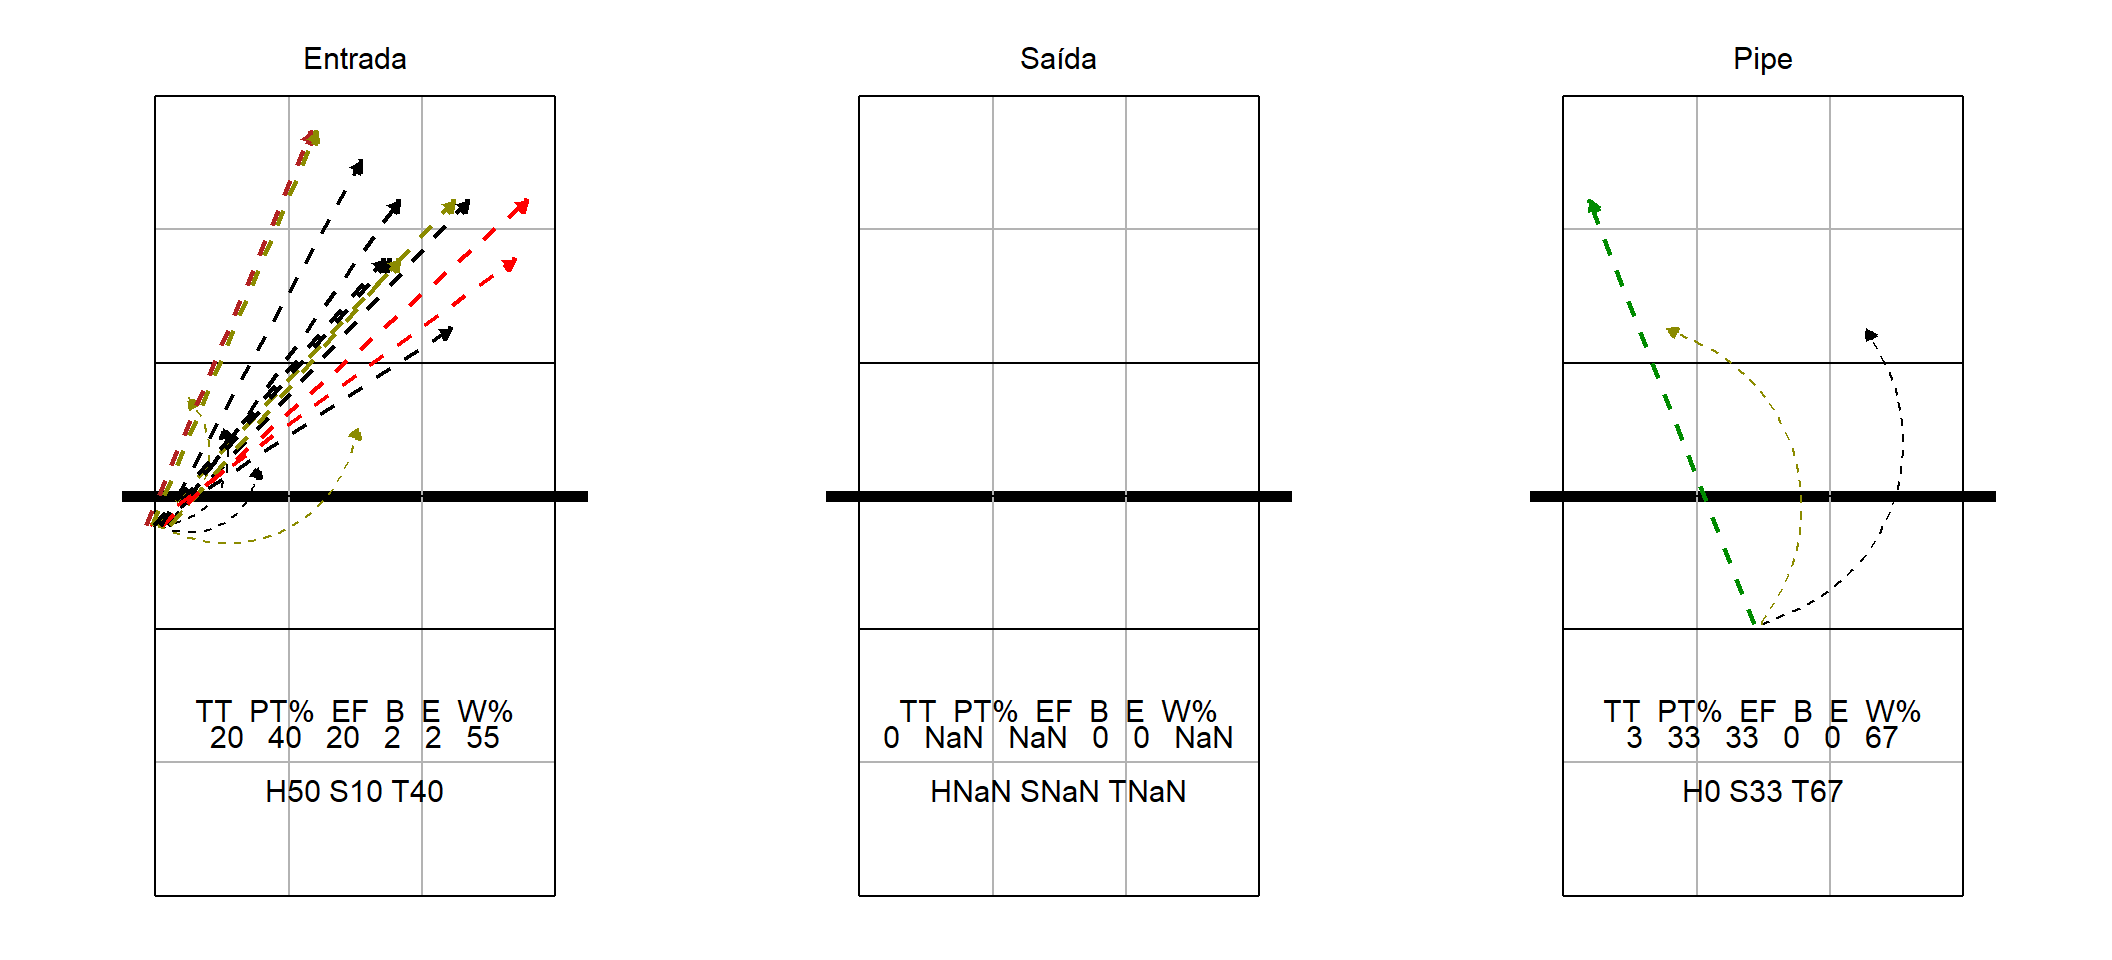 Entrada
TT PT% EF B E W%
20 40 20 2 2 55
H50 S10 T40
Saída
TT PT% EF B E W%
0 NaN NaN 0 0 NaN
HNaN SNaN TNaN
Pipe
TT PT% EF B E W%
3 33 33 0 0 67
H0 S33 T67